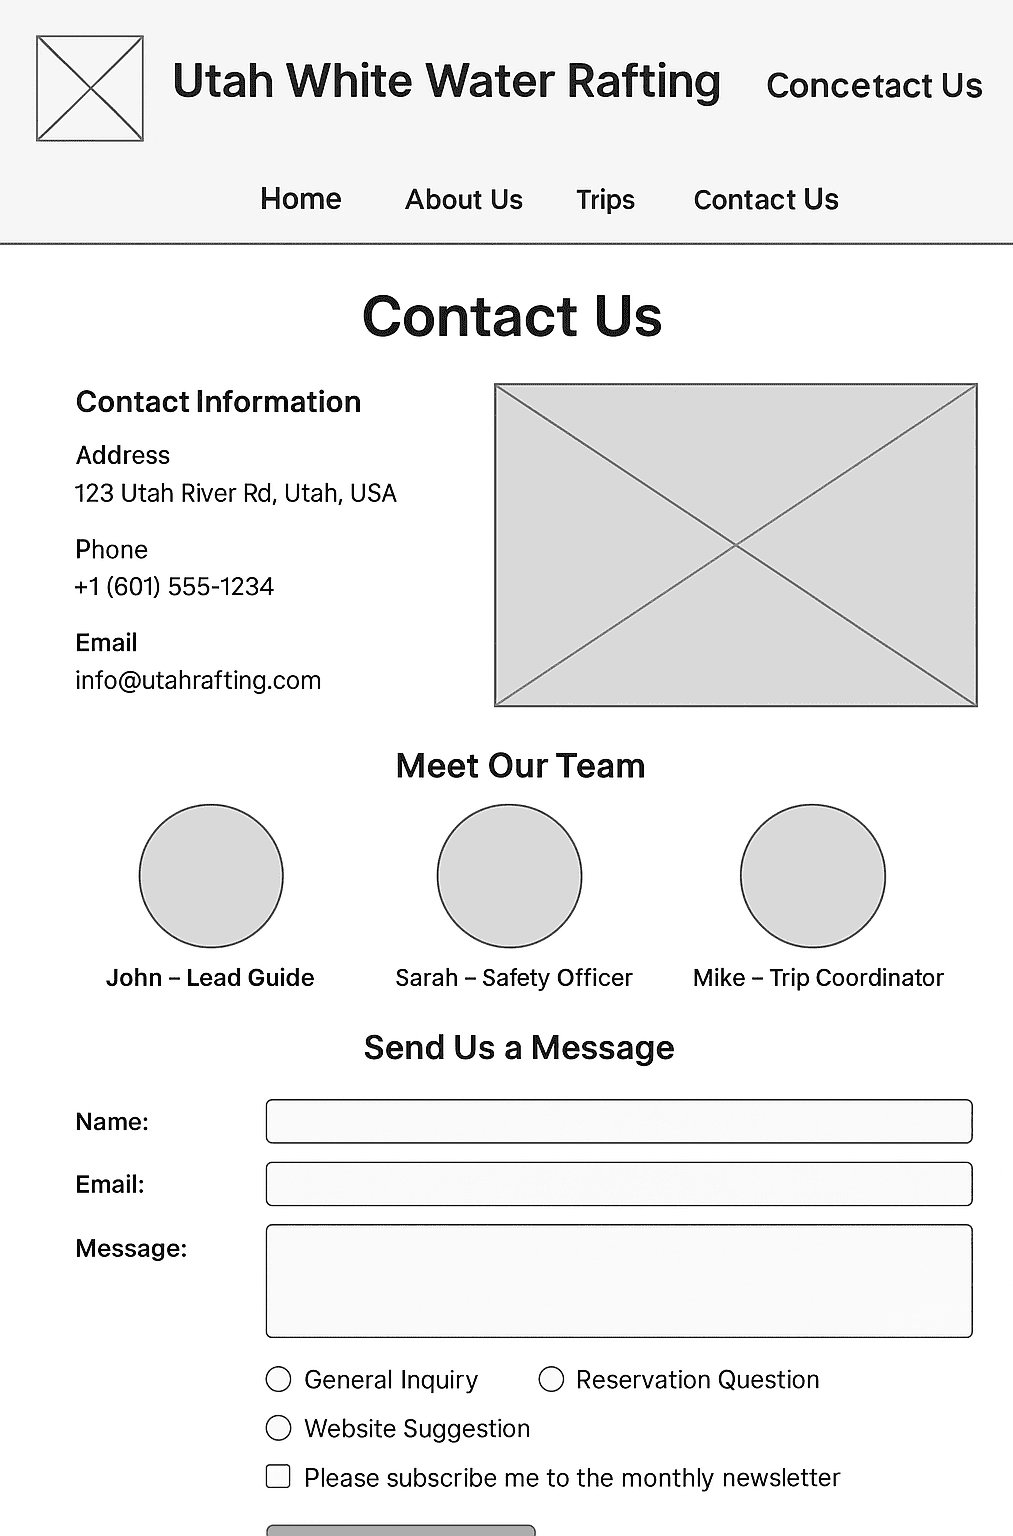 Utah White Water Rafting Concetact Us
Home About Us Trips Contact Us
Contact Us
Contact Information
Address
123 Utah River Rd, Utah, USA
Phone
+1 (601) 555-1234
Email
info@utahrafting.com
Meet Our Team
John – Lead Guide Sarah – Safety Officer Mike – Trip Coordinator
Send Us a Message
Name:
Email:
Message:
General Inquiry Reservation Question
Website Suggestion
Please subscribe me to the monthly newsletter